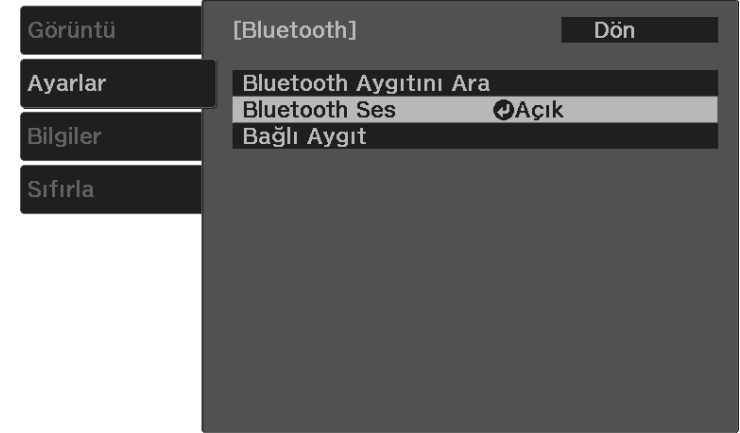 Görüntü
Ayarlar
Bilgiler
Sıfırla
[Bluetooth]
Dön
Bluetooth Aygıtını Ara
Bluetooth Ses Açık
Bağlı Aygıt